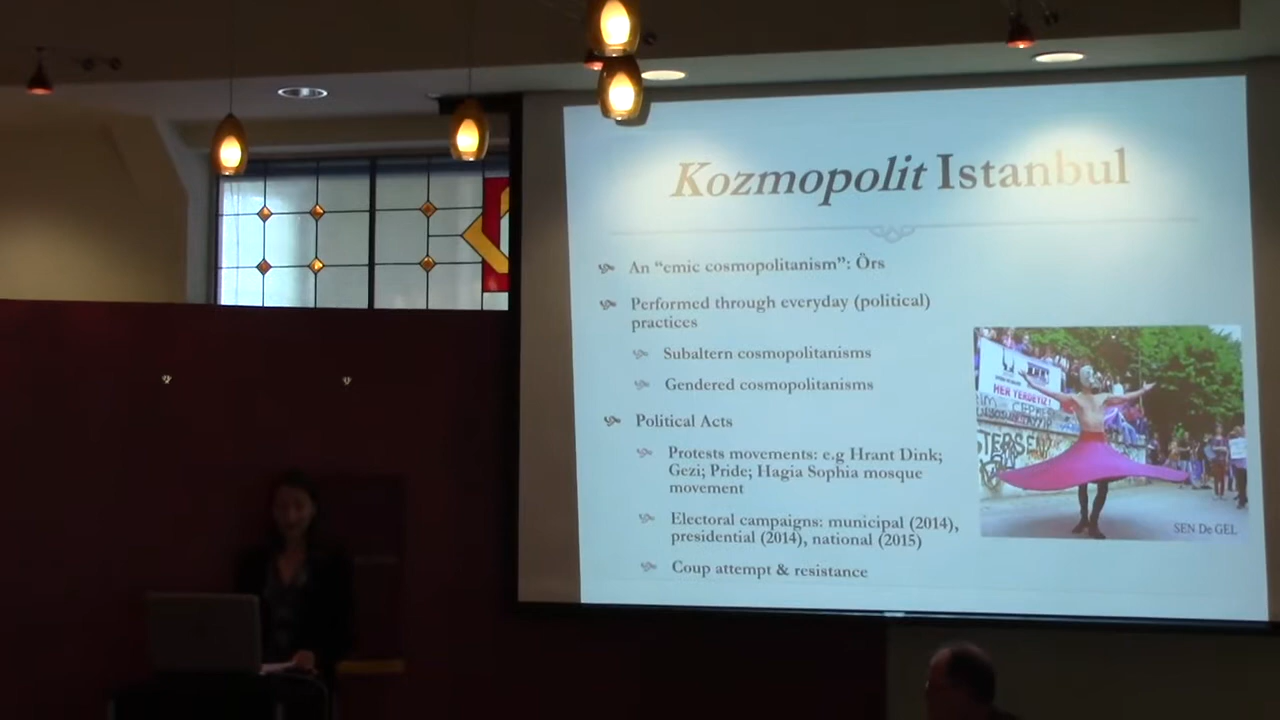 Kozmopolit Istanbul
An “emic cosmopolitanism”: Örs
Performed through everyday (political)
practices
Subaltern cosmopolitanisms
Gendered cosmopolitanisms
Political Acts
Protests movements: e.g Hrant Dink;
Gezi; Pride; Hagia Sophia mosque
movement
Electoral campaigns: municipal (2014),
presidential (2014), national (2015)
Coup attempt & resistance
HER YERDEYİZ!
SEN De GEL